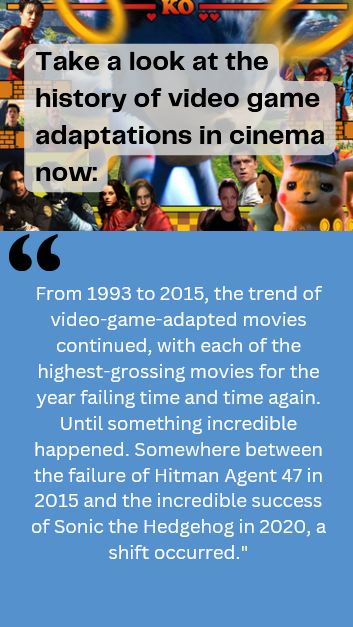 KO
Take a look at the
history of video game
adaptations in cinema
now:
“
From 1993 to 2015, the trend of
video-game-adapted movies
continued, with each of the
highest-grossing movies for the
year failing time and time again.
Until something incredible
happened. Somewhere between
the failure of Hitman Agent 47 in
2015 and the incredible success
of Sonic the Hedgehog in 2020, a
shift occurred."